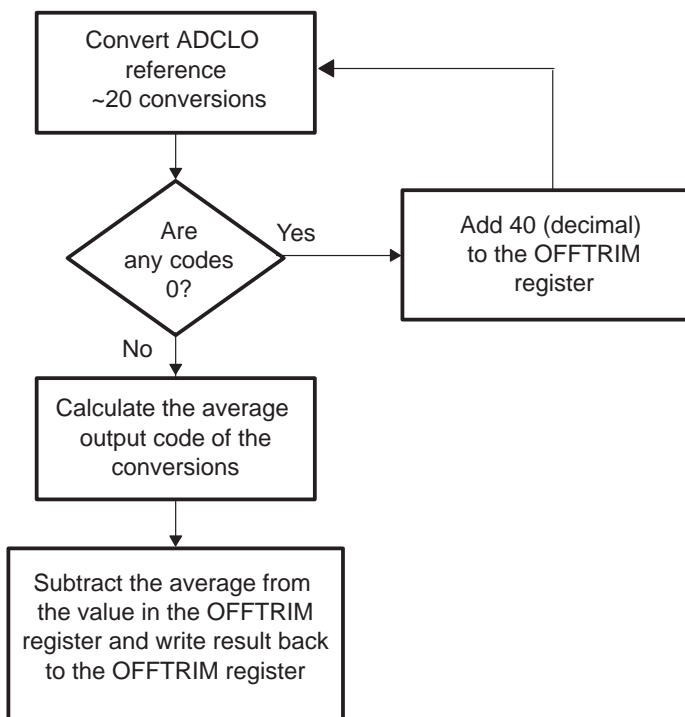 Convert ADCLO
reference
~20 conversions
Are
any codes
0?
Yes
Add 40 (decimal)
to the OFFTRIM
register
No
Calculate the average
output code of the
conversions
Subtract the average from
the value in the OFFTRIM
register and write result back
to the OFFTRIM register